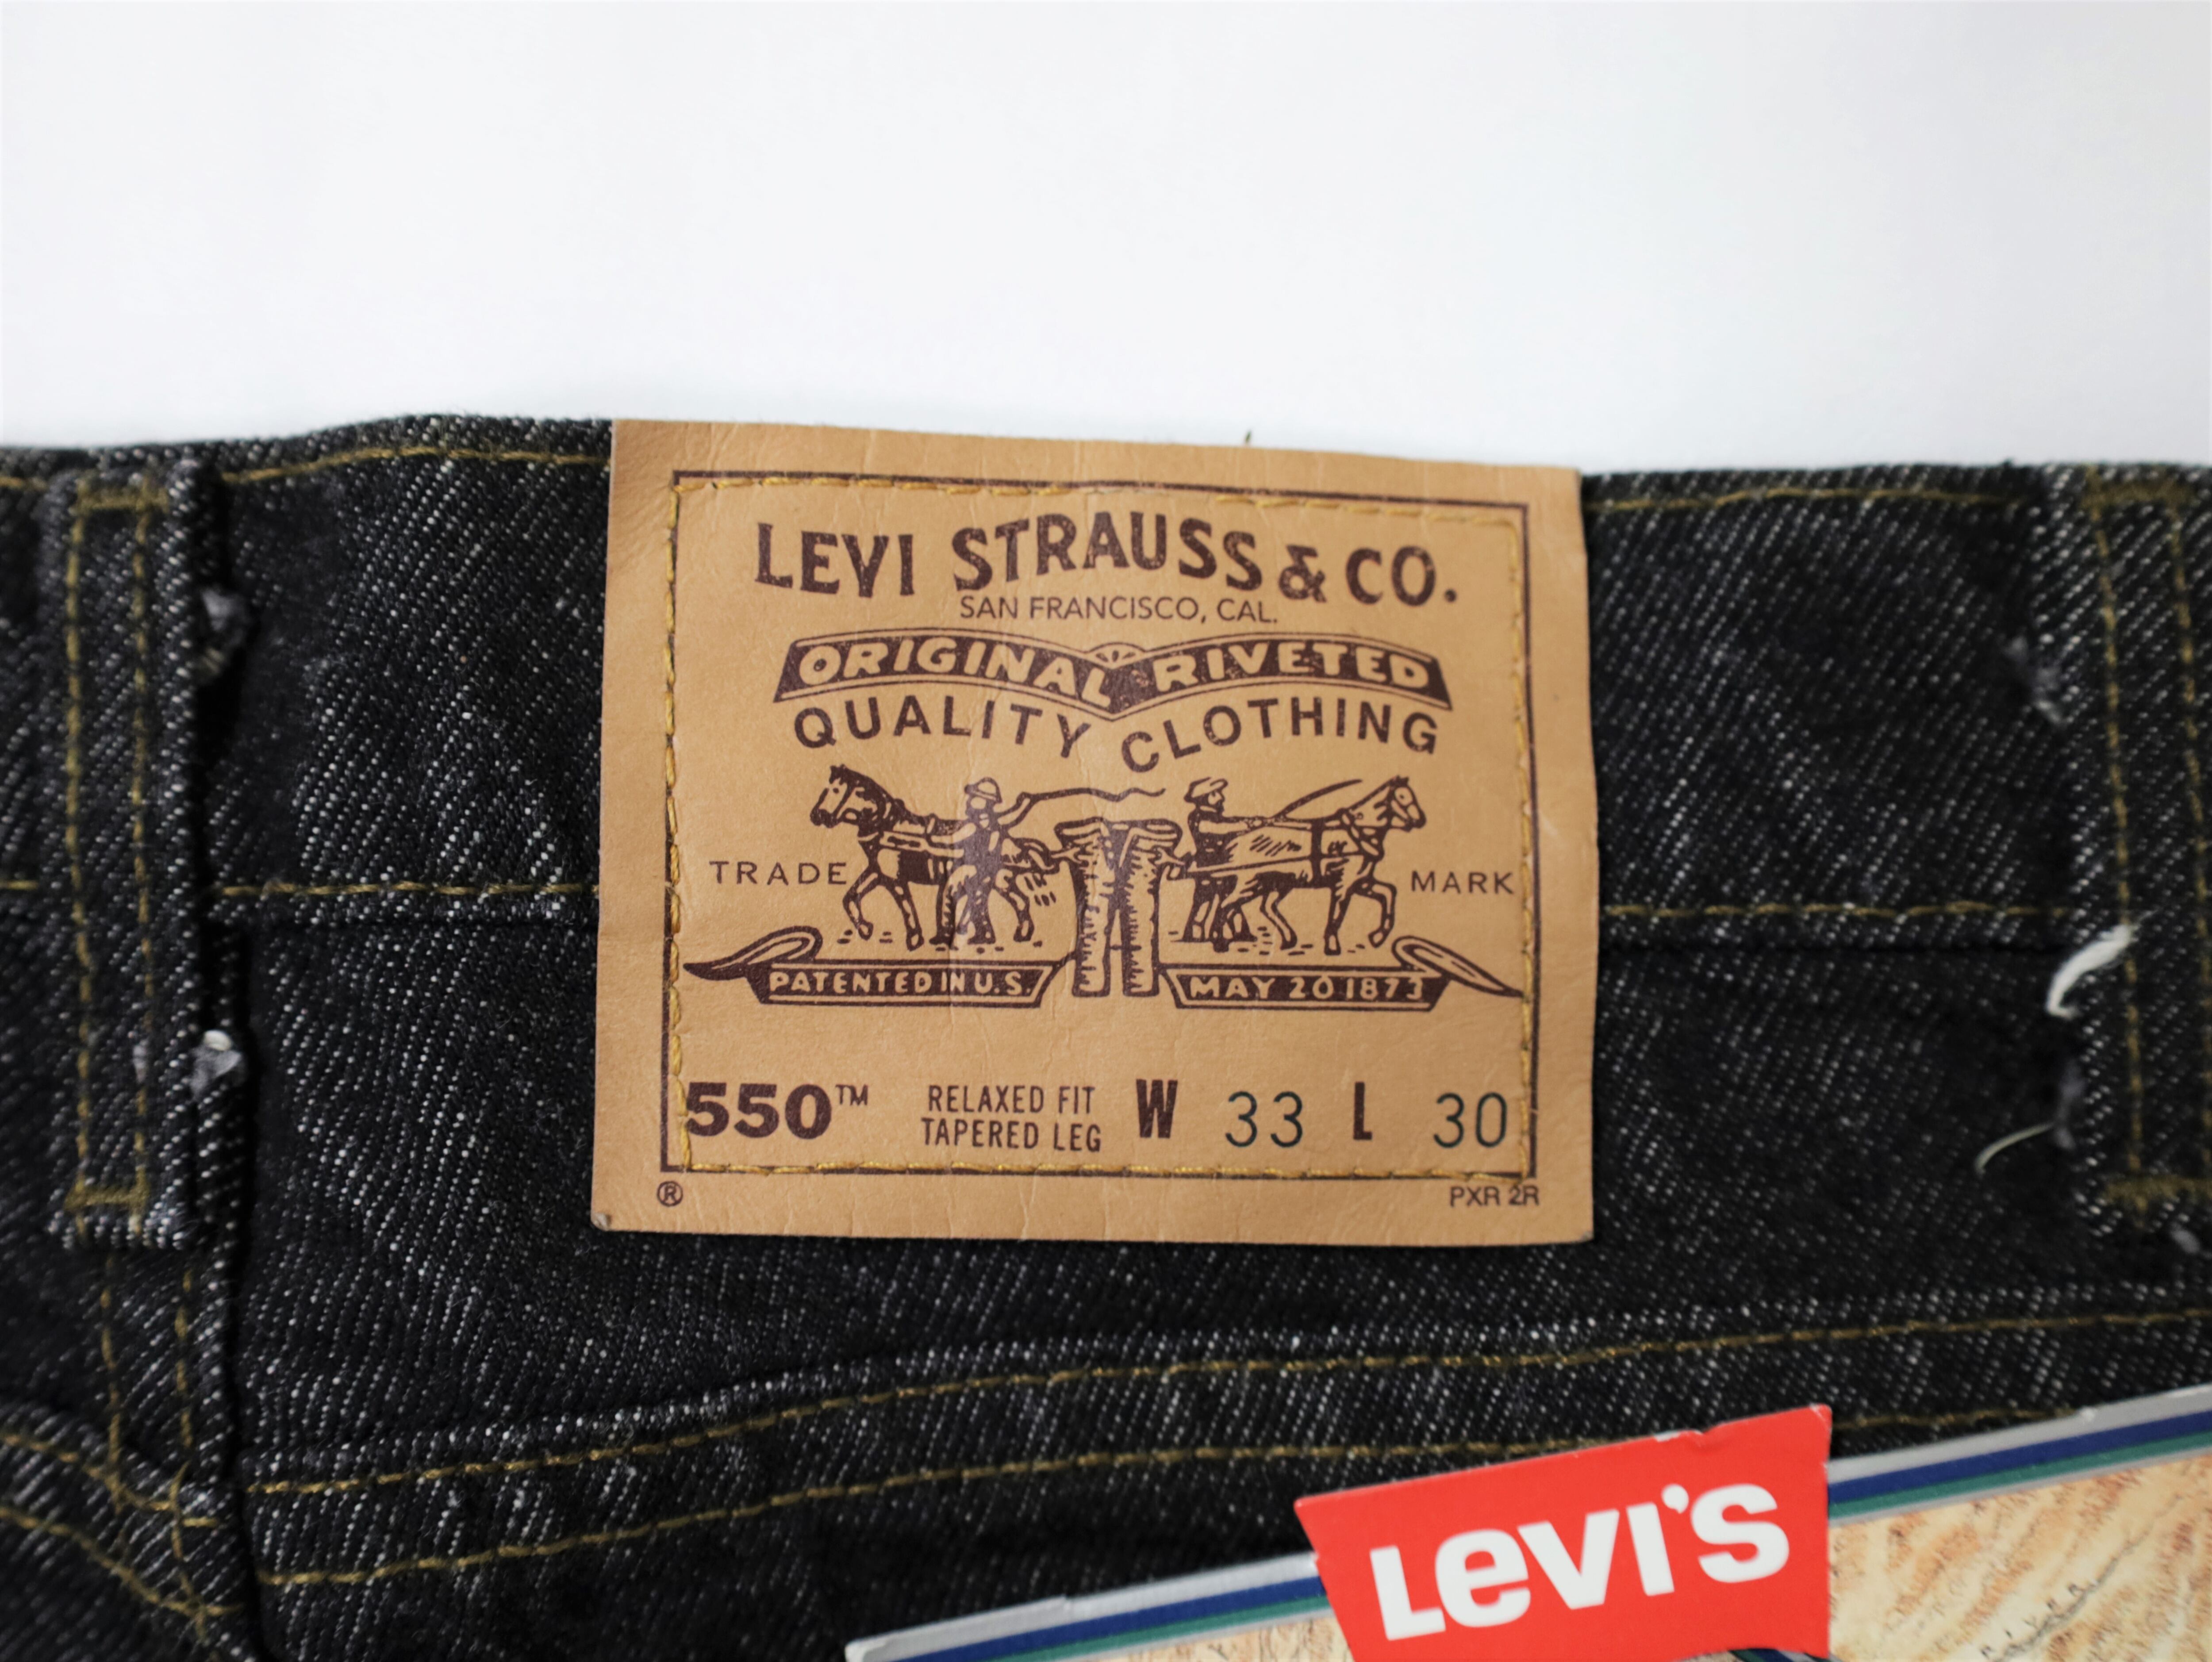 LEVI STRAUSS & CO.
SAN FRANCISCO, CAL.
ORIGINAL RIVETED
QUALITY CLOTHING
TRADE MARK
PATENTED IN U.S. MAY 20 1873
550™ RELAXED FIT W 33 L 30
TAPERED LEG
® PXR 2R
Levi's
RIVER